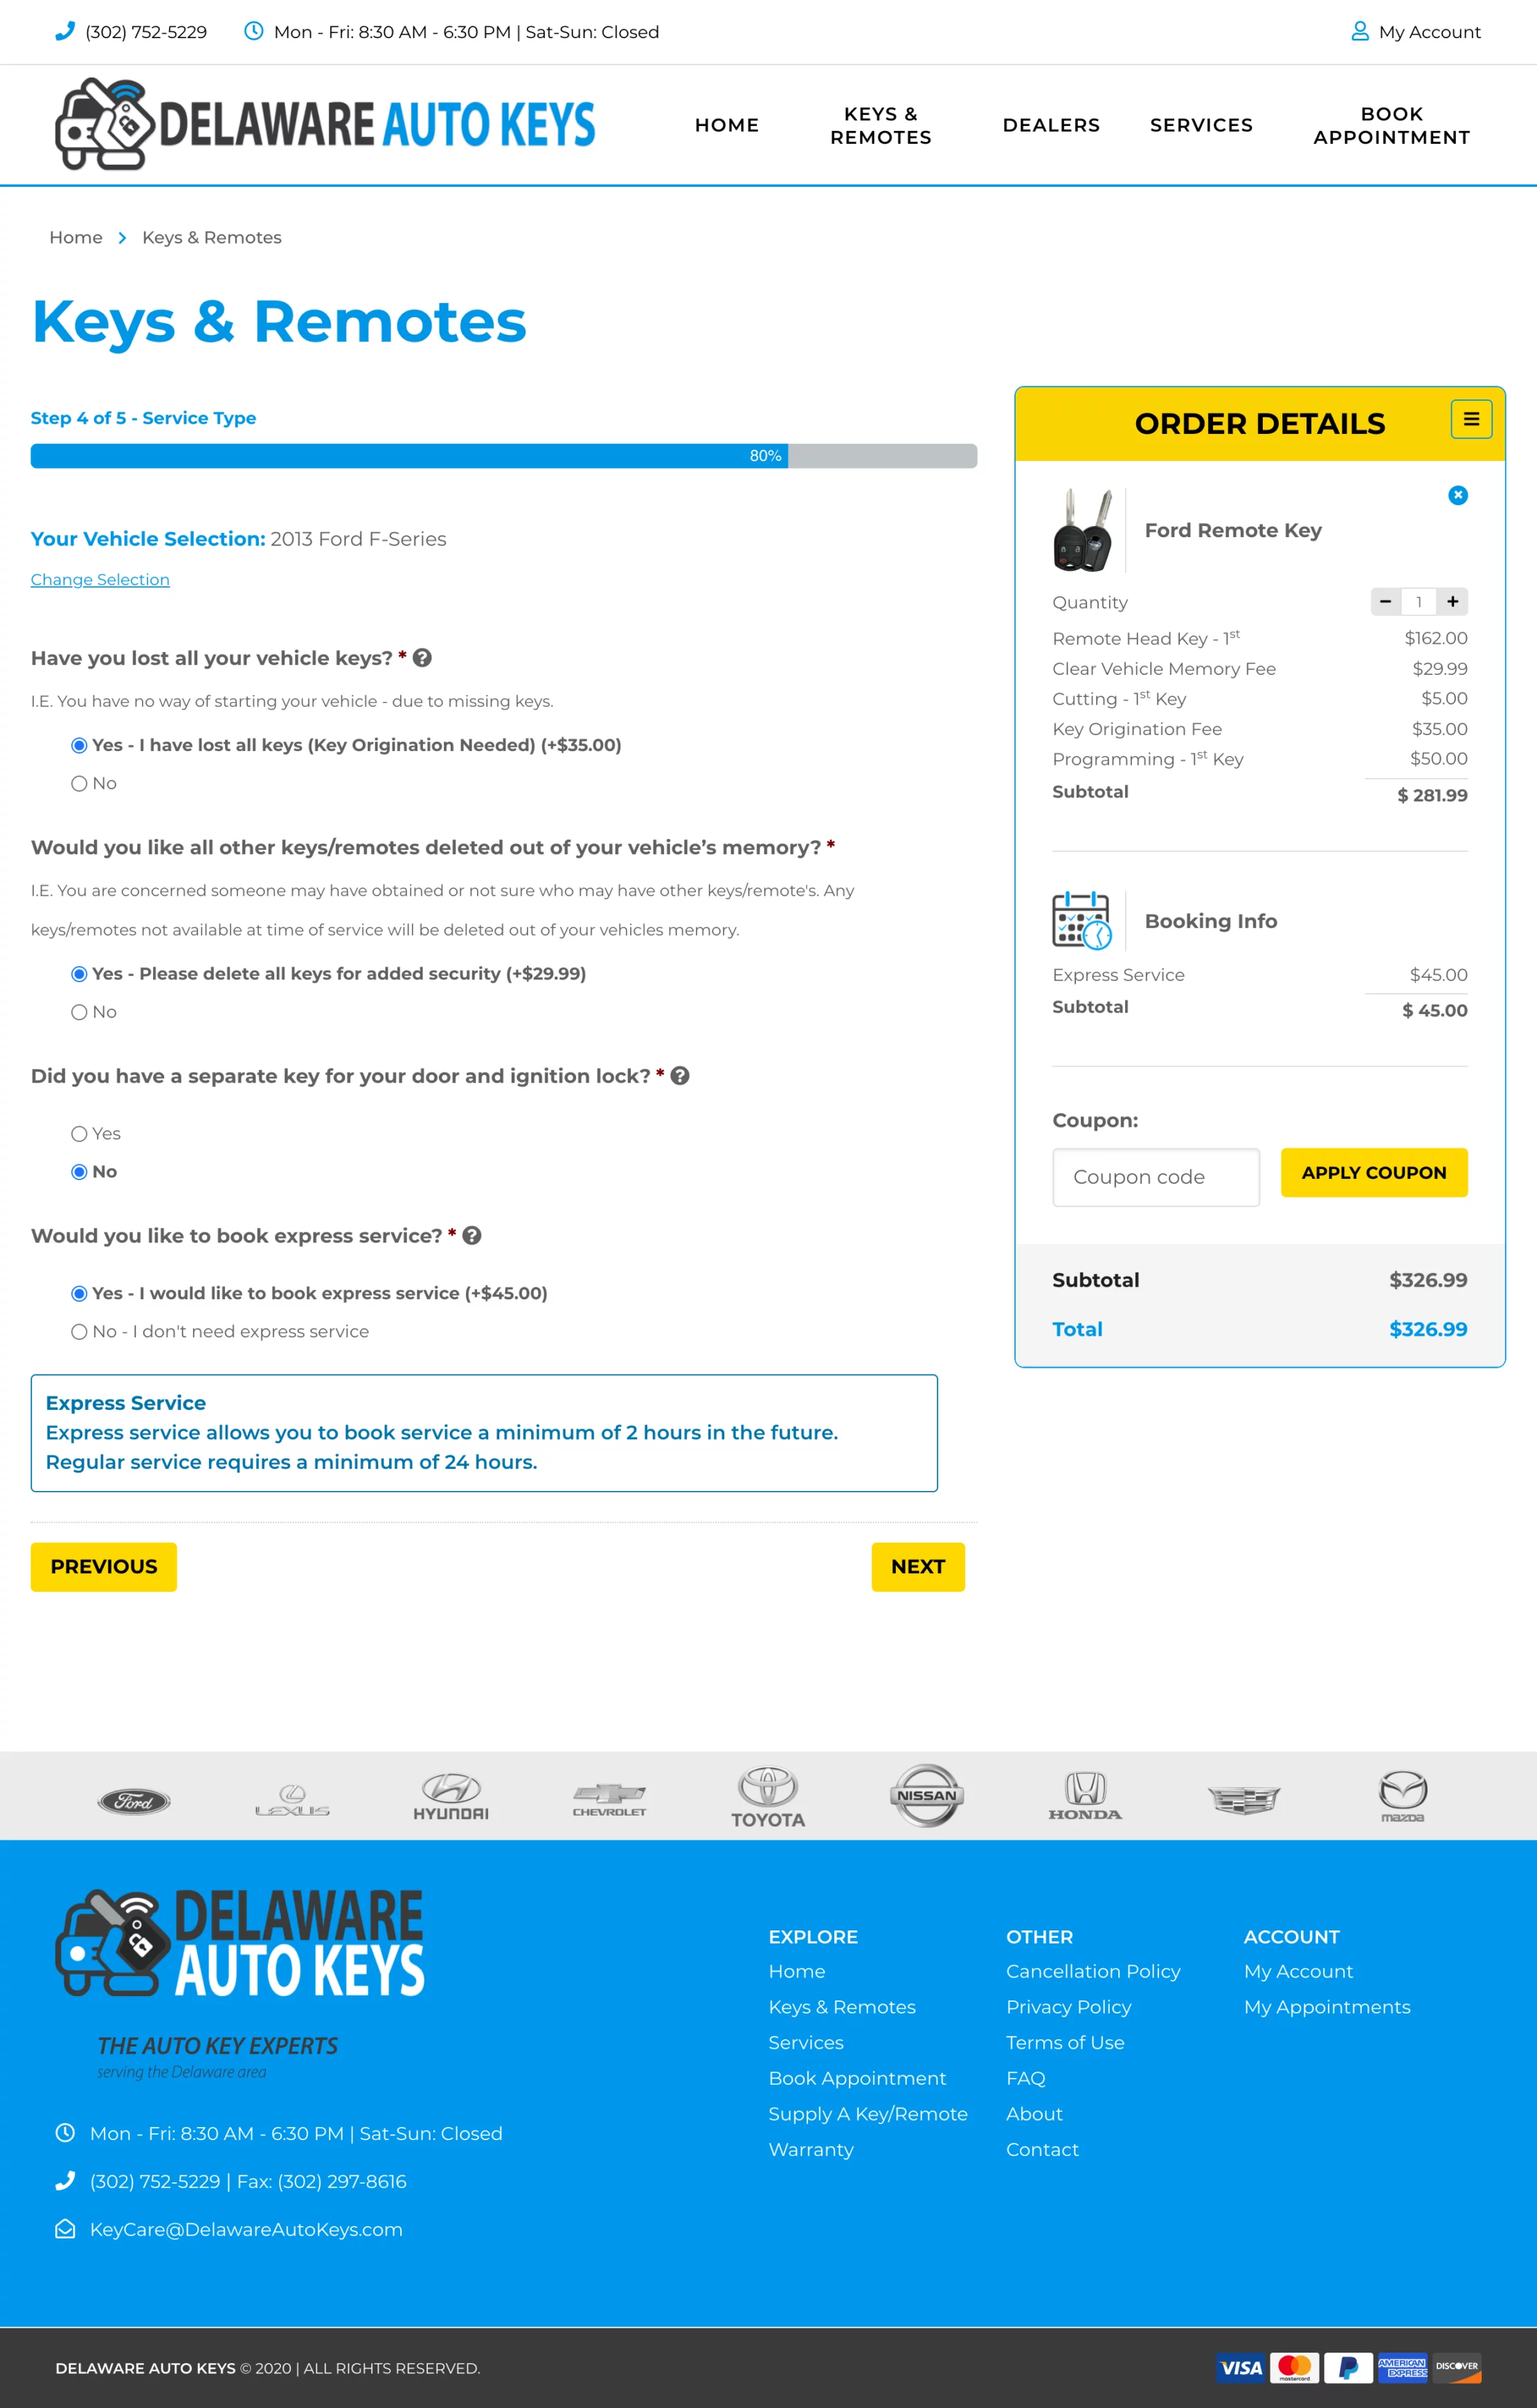 (302) 752-5229
Mon - Fri: 8:30 AM - 6:30 PM | Sat-Sun: Closed
My Account
DELAWARE AUTO KEYS
HOME
KEYS &
REMOTES
DEALERS
SERVICES
BOOK
APPOINTMENT
Home
Keys & Remotes
Keys & Remotes
Step 4 of 5 - Service Type
80%
Your Vehicle Selection: 2013 Ford F-Series
Change Selection
Have you lost all your vehicle keys? * ?
I.E. You have no way of starting your vehicle - due to missing keys.
Yes - I have lost all keys (Key Origination Needed) (+$35.00)
No
Would you like all other keys/remotes deleted out of your vehicle’s memory? *
I.E. You are concerned someone may have obtained or not sure who may have other keys/remote's. Any
keys/remotes not available at time of service will be deleted out of your vehicles memory.
Yes - Please delete all keys for added security (+$29.99)
No
Did you have a separate key for your door and ignition lock? * ?
Yes
No
Would you like to book express service? * ?
Yes - I would like to book express service (+$45.00)
No - I don't need express service
Express Service
Express service allows you to book service a minimum of 2 hours in the future.
Regular service requires a minimum of 24 hours.
PREVIOUS
NEXT
ORDER DETAILS
Ford Remote Key
Quantity
− 1 +
Remote Head Key - 1st $162.00
Clear Vehicle Memory Fee $29.99
Cutting - 1st Key $5.00
Key Origination Fee $35.00
Programming - 1st Key $50.00
Subtotal $ 281.99
Booking Info
Express Service $45.00
Subtotal $ 45.00
Coupon:
Coupon code
APPLY COUPON
Subtotal $326.99
Total $326.99
Ford
LEXUS
HYUNDAI
CHEVROLET
TOYOTA
NISSAN
HONDA
mazda
DELAWARE
AUTO KEYS
THE AUTO KEY EXPERTS
serving the Delaware area
Mon - Fri: 8:30 AM - 6:30 PM | Sat-Sun: Closed
(302) 752-5229 | Fax: (302) 297-8616
KeyCare@DelawareAutoKeys.com
EXPLORE
Home
Keys & Remotes
Services
Book Appointment
Supply A Key/Remote
Warranty
OTHER
Cancellation Policy
Privacy Policy
Terms of Use
FAQ
About
Contact
ACCOUNT
My Account
My Appointments
DELAWARE AUTO KEYS © 2020 | ALL RIGHTS RESERVED.
VISA
mastercard
AMERICAN
EXPRESS
DISCOVER